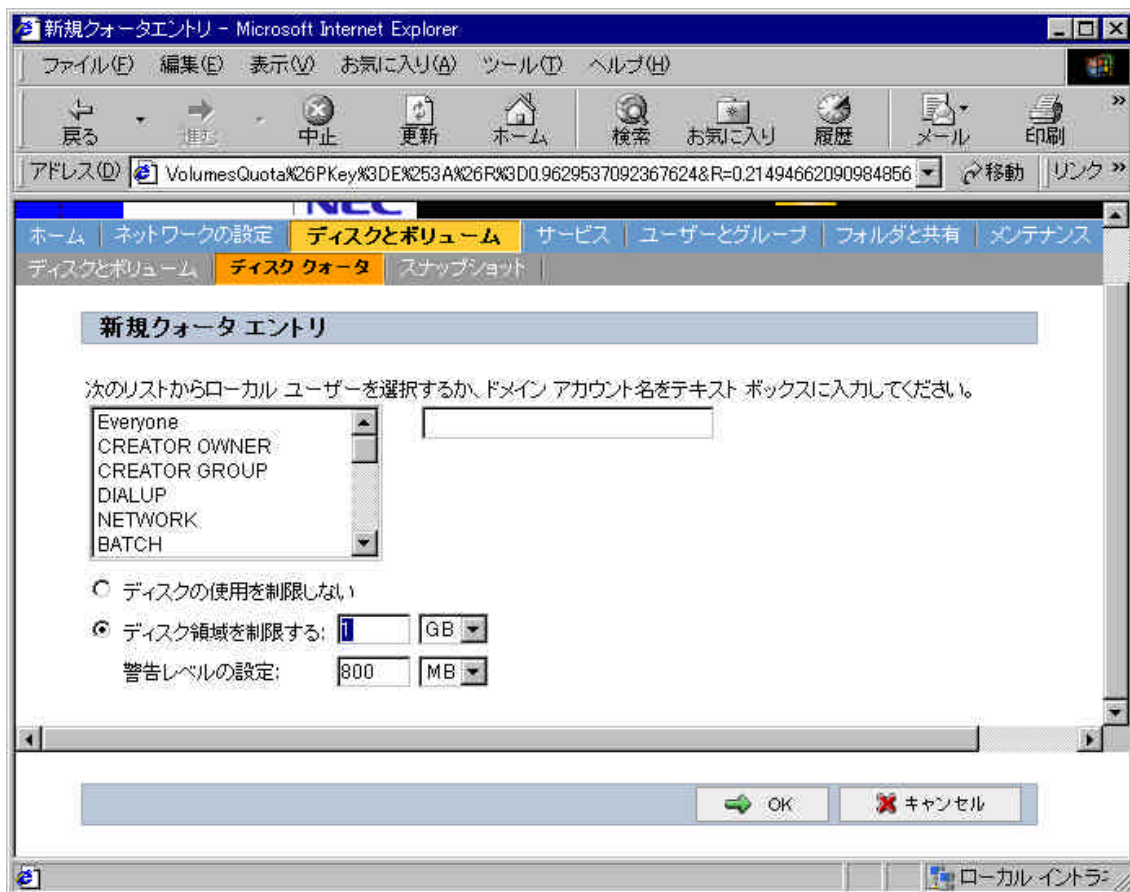 新規クォータエントリ - Microsoft Internet Explorer
ファイル(F) 編集(E) 表示(V) お気に入り(A) ツール(T) ヘルプ(H)
戻る 進む 中止 更新 ホーム 検索 お気に入り 履歴 メール 印刷 »
アドレス(D) VolumesQuota%26PKey%3DE%253A%26R%3D0.9629537092367624&R=0.21494662090984856 移動 リンク »
NEC
ホーム ネットワークの設定 ディスクとボリューム サービス ユーザーとグループ フォルダと共有 メンテナンス
ディスクとボリューム ディスク クォータ スナップショット
新規クォータ エントリ
次のリストからローカル ユーザーを選択するか、ドメイン アカウント名をテキスト ボックスに入力してください。
Everyone
CREATOR OWNER
CREATOR GROUP
DIALUP
NETWORK
BATCH
ディスクの使用を制限しない
ディスク領域を制限する: 1 GB
警告レベルの設定: 800 MB
OK キャンセル
ローカル イントラネ